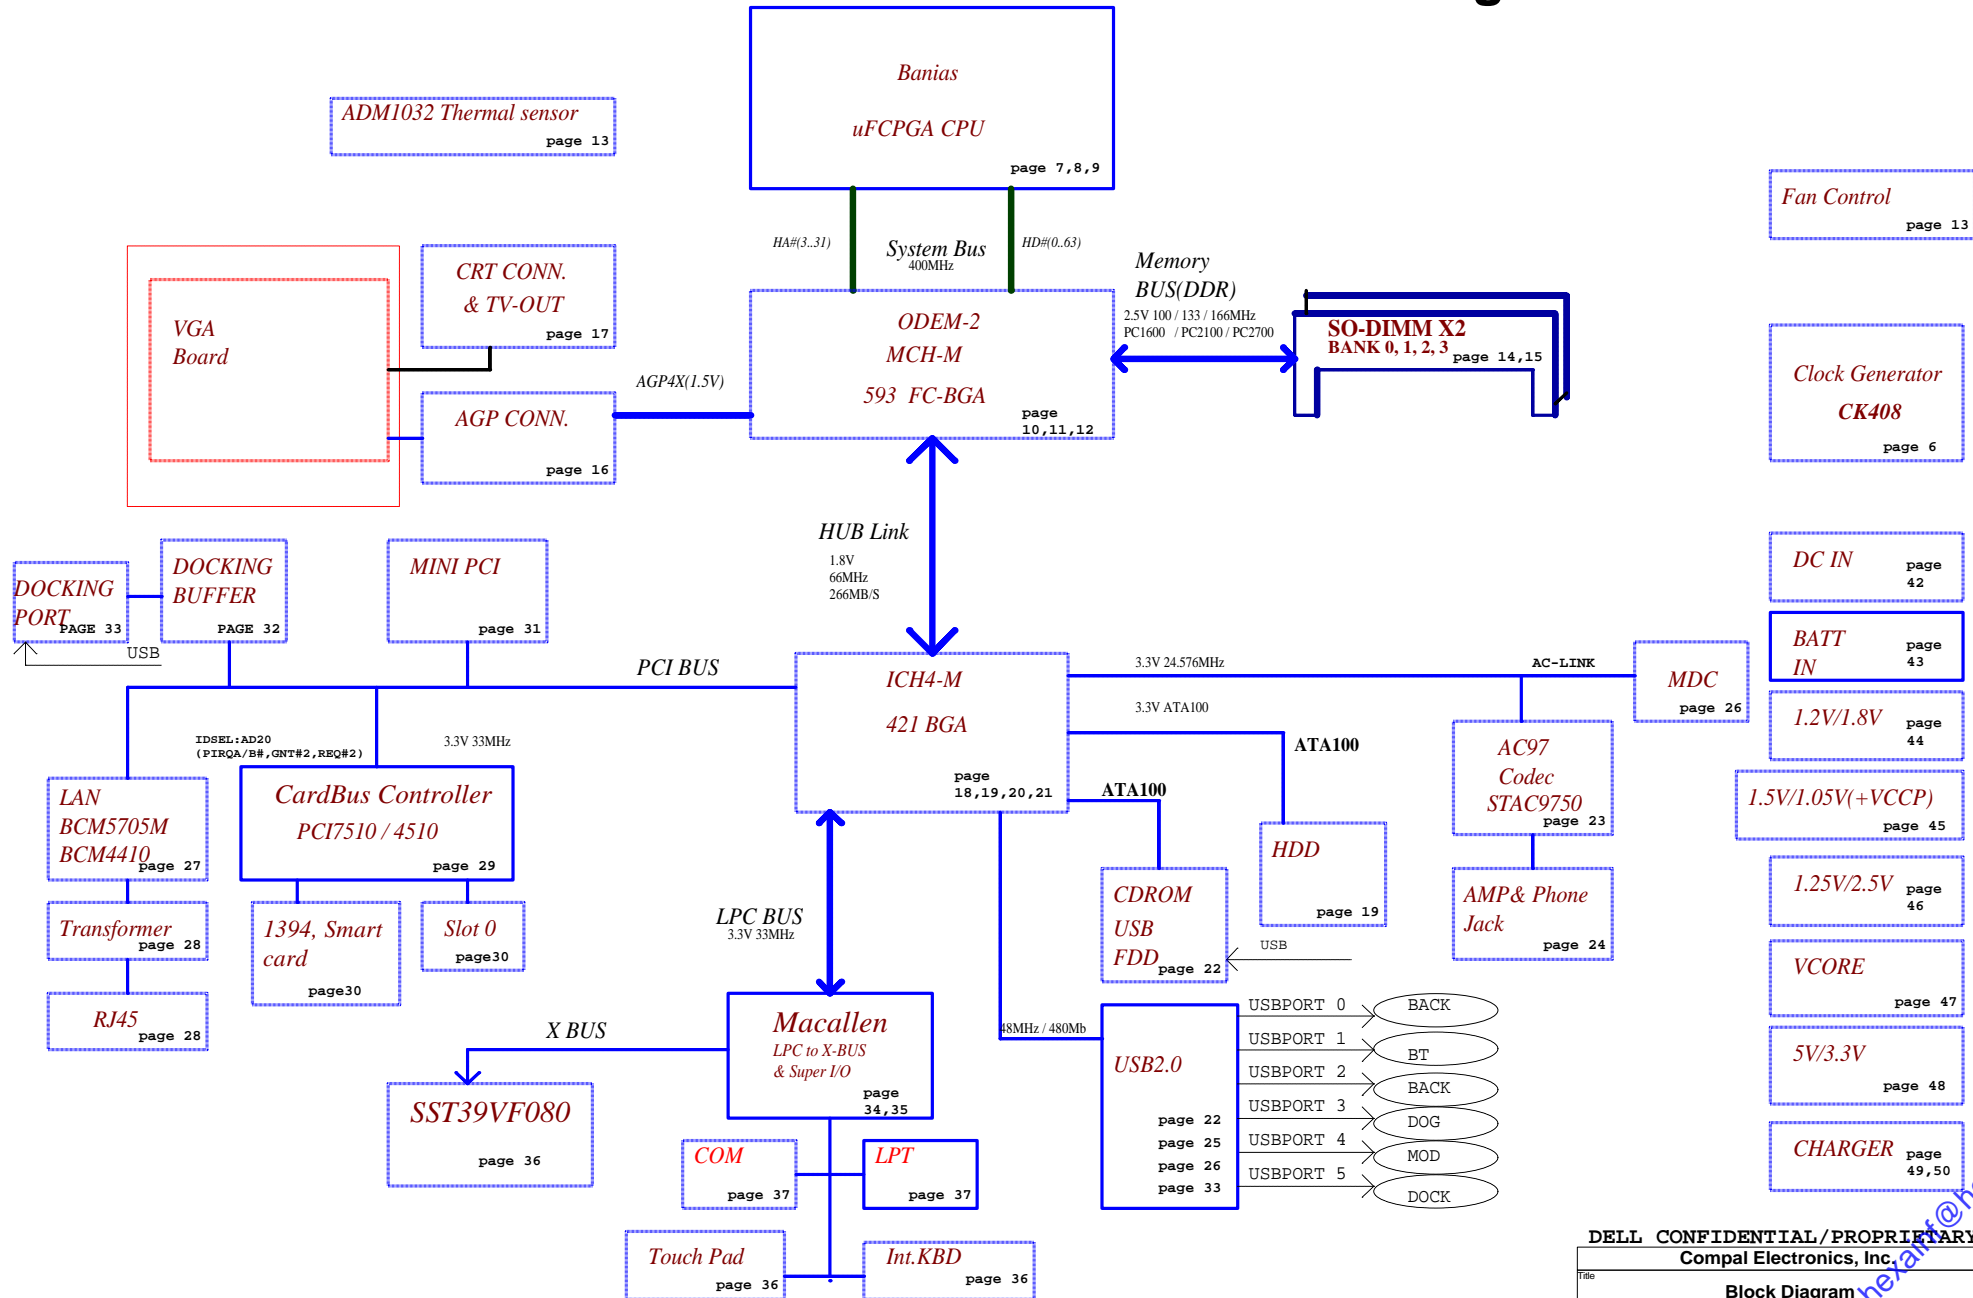 Banias
uFCPGA CPU
page 7,8,9
ADM1032 Thermal sensor
page 13
Fan Control
page 13
HA#(3..31)
System Bus
400MHz
HD#(0..63)
CRT CONN.
& TV-OUT
page 17
VGA
Board
AGP CONN.
page 16
AGP4X(1.5V)
ODEM-2
MCH-M
593 FC-BGA
page
10,11,12
Memory
BUS(DDR)
2.5V 100 / 133 / 166MHz
PC1600 / PC2100 / PC2700
SO-DIMM X2
BANK 0, 1, 2, 3
page 14,15
Clock Generator
CK408
page 6
HUB Link
1.8V
66MHz
266MB/S
DOCKING
PORT
PAGE 33
DOCKING
BUFFER
PAGE 32
USB
MINI PCI
page 31
PCI BUS
ICH4-M
421 BGA
page
18,19,20,21
3.3V 24.576MHz
AC-LINK
3.3V ATA100
ATA100
ATA100
MDC
page 26
DC IN
page
42
BATT
IN
page
43
1.2V/1.8V
page
44
1.5V/1.05V(+VCCP)
page 45
1.25V/2.5V
page
46
VCORE
page 47
5V/3.3V
page 48
CHARGER
page
49,50
IDSEL:AD20
(PIRQA/B#,GNT#2,REQ#2)
3.3V 33MHz
LAN
BCM5705M
BCM4410
page 27
CardBus Controller
PCI7510 / 4510
page 29
Transformer
page 28
1394, Smart
card
page30
Slot 0
page30
RJ45
page 28
LPC BUS
3.3V 33MHz
AC97
Codec
STAC9750
page 23
AMP& Phone
Jack
page 24
HDD
page 19
CDROM
USB
FDD
page 22
USB
X BUS
Macallen
LPC to X-BUS
& Super I/O
page
34,35
SST39VF080
page 36
COM
page 37
LPT
page 37
Touch Pad
page 36
Int.KBD
page 36
48MHz / 480Mb
USB2.0
page 22
page 25
page 26
page 33
USBPORT 0
BACK
USBPORT 1
BT
USBPORT 2
BACK
USBPORT 3
DOG
USBPORT 4
MOD
USBPORT 5
DOCK
DELL CONFIDENTIAL/PROPRIETARY
Compal Electronics, Inc.
Title
Block Diagram